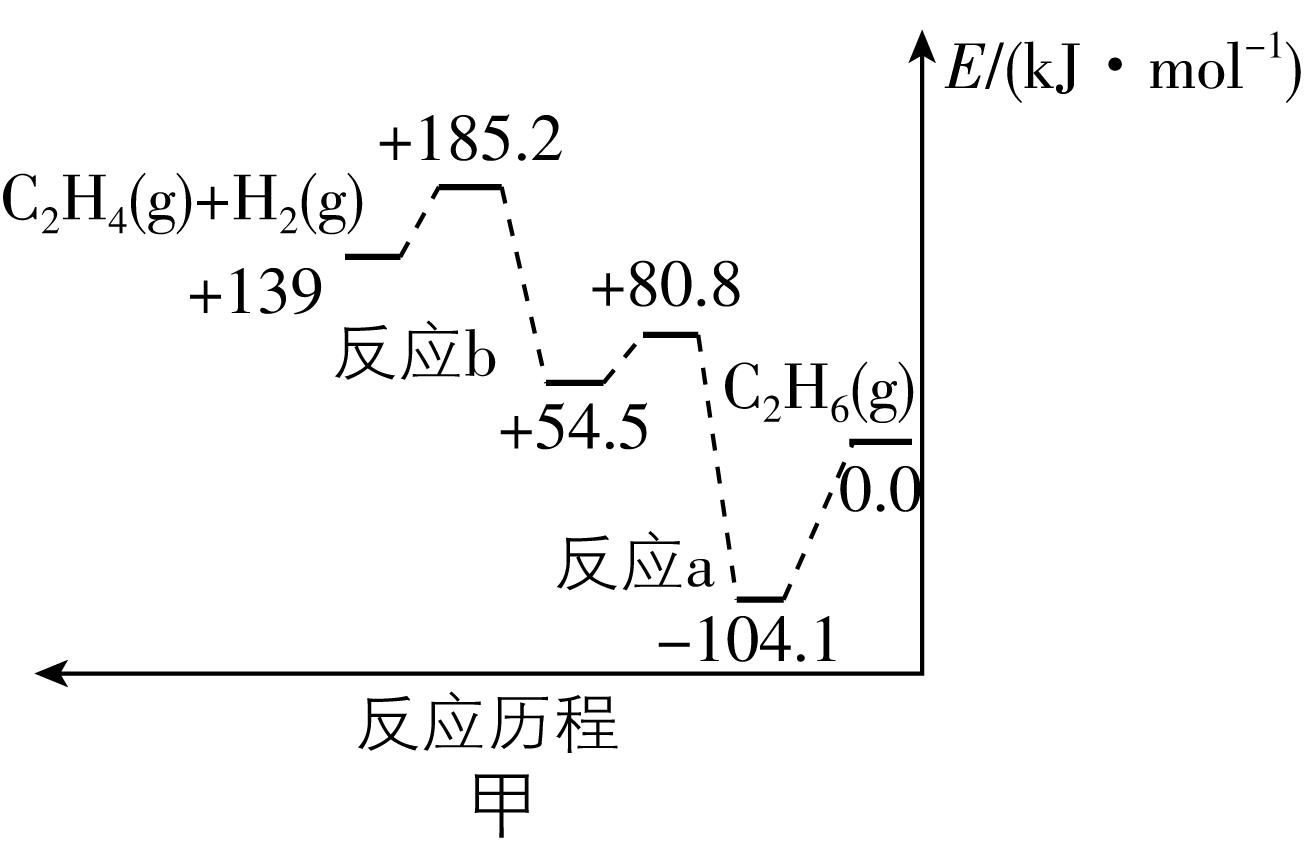 E/(kJ·mol⁻¹)
+185.2
C₂H₄(g)+H₂(g)
+139
+80.8
反应b
C₂H₆(g)
+54.5
0.0
反应a
−104.1
反应历程
甲